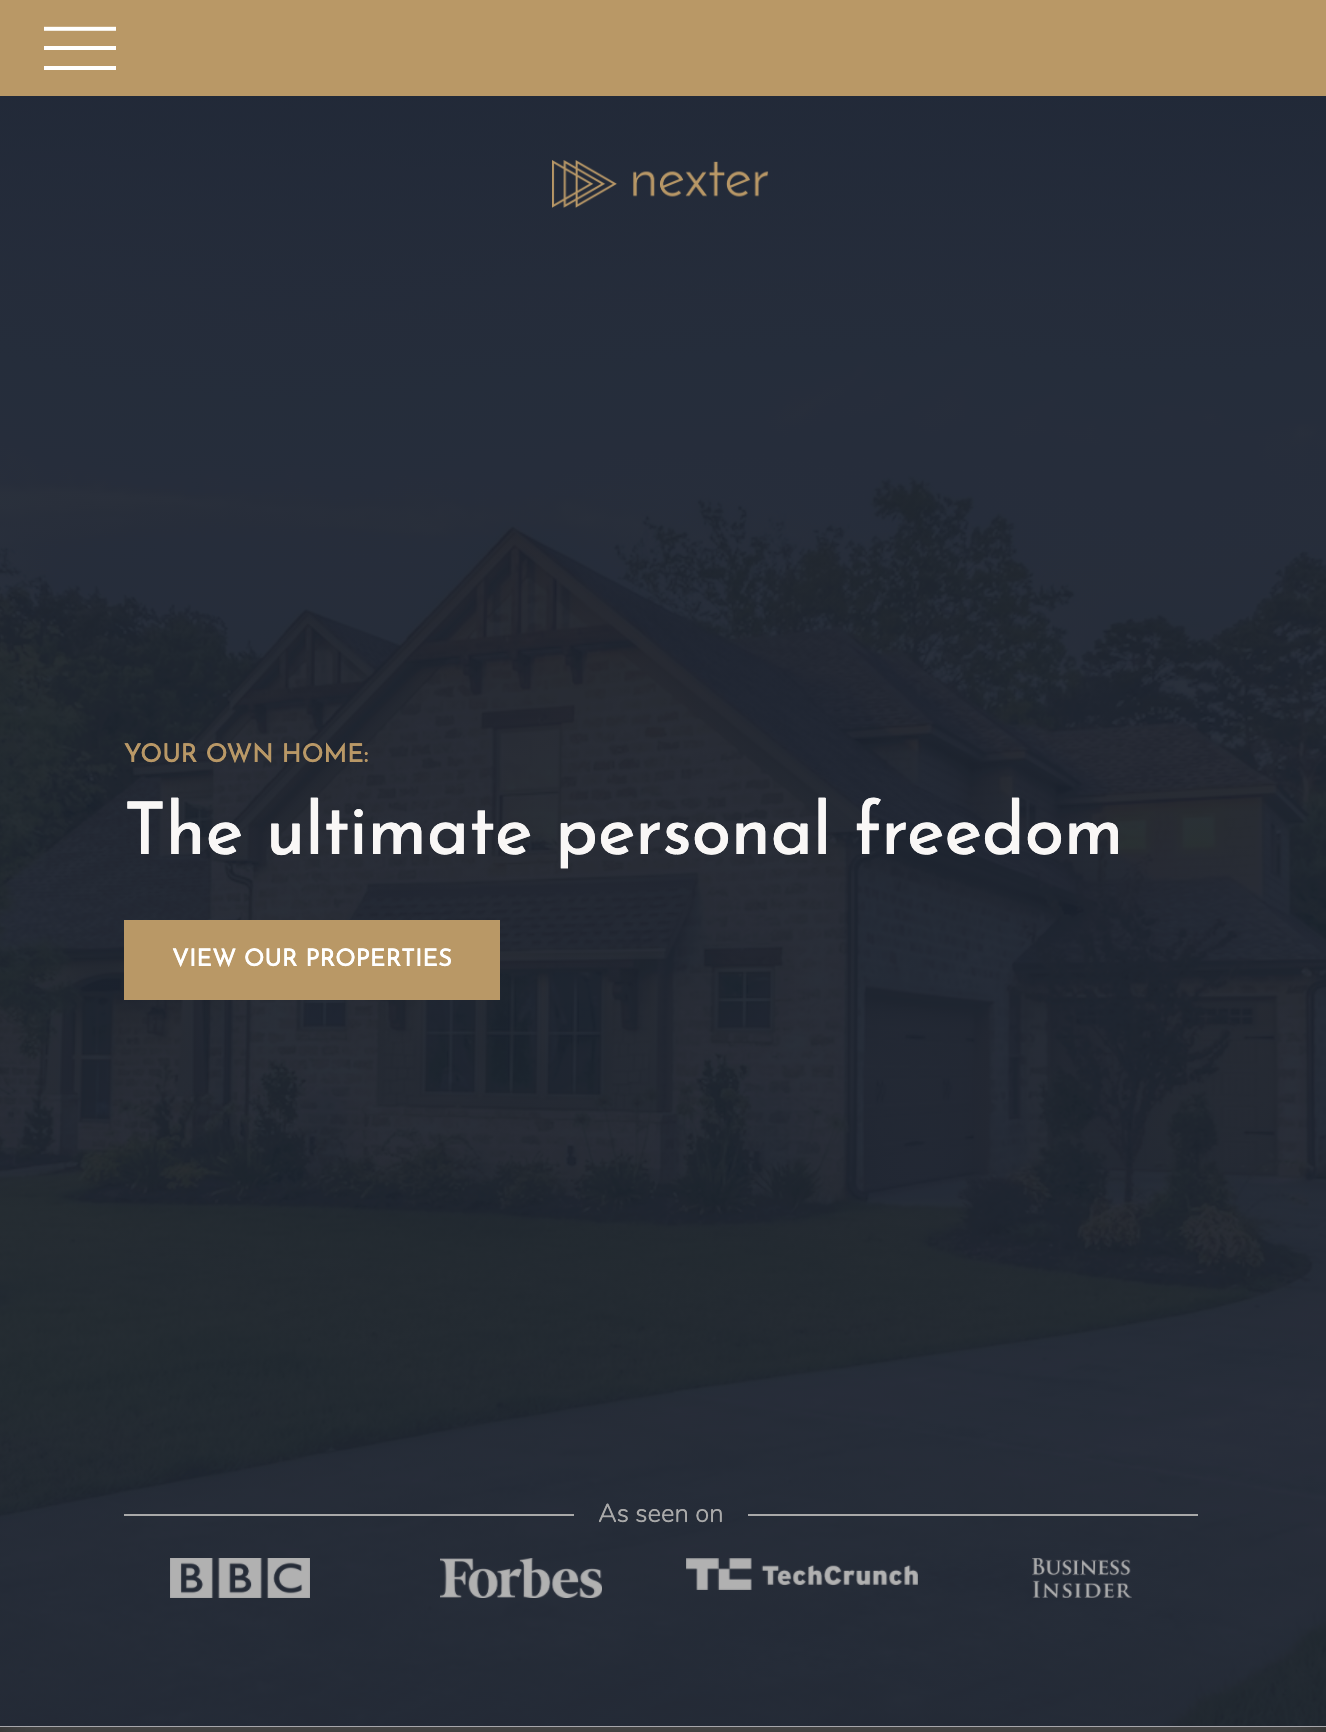 nexter
YOUR OWN HOME:
The ultimate personal freedom
VIEW OUR PROPERTIES
As seen on
BBC
Forbes
TC TechCrunch
BUSINESS
INSIDER